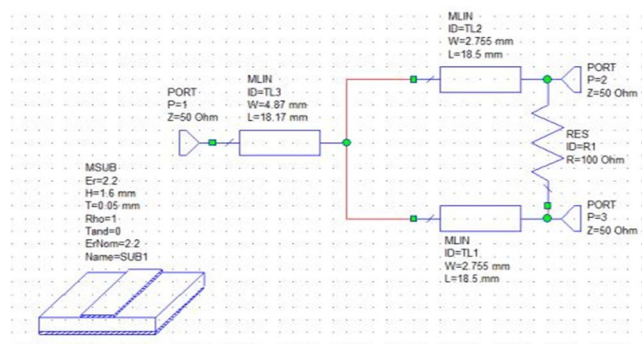 MLIN
ID=TL2
W=2.755 mm
L=18.5 mm
PORT
P=2
Z=50 Ohm
MLIN
ID=TL3
W=4.87 mm
L=18.17 mm
PORT
P=1
Z=50 Ohm
RES
ID=R1
R=100 Ohm
MSUB
Er=2.2
H=1.6 mm
T=0.05 mm
Rho=1
Tand=0
ErNom=2.2
Name=SUB1
PORT
P=3
Z=50 Ohm
MLIN
ID=TL1
W=2.755 mm
L=18.5 mm